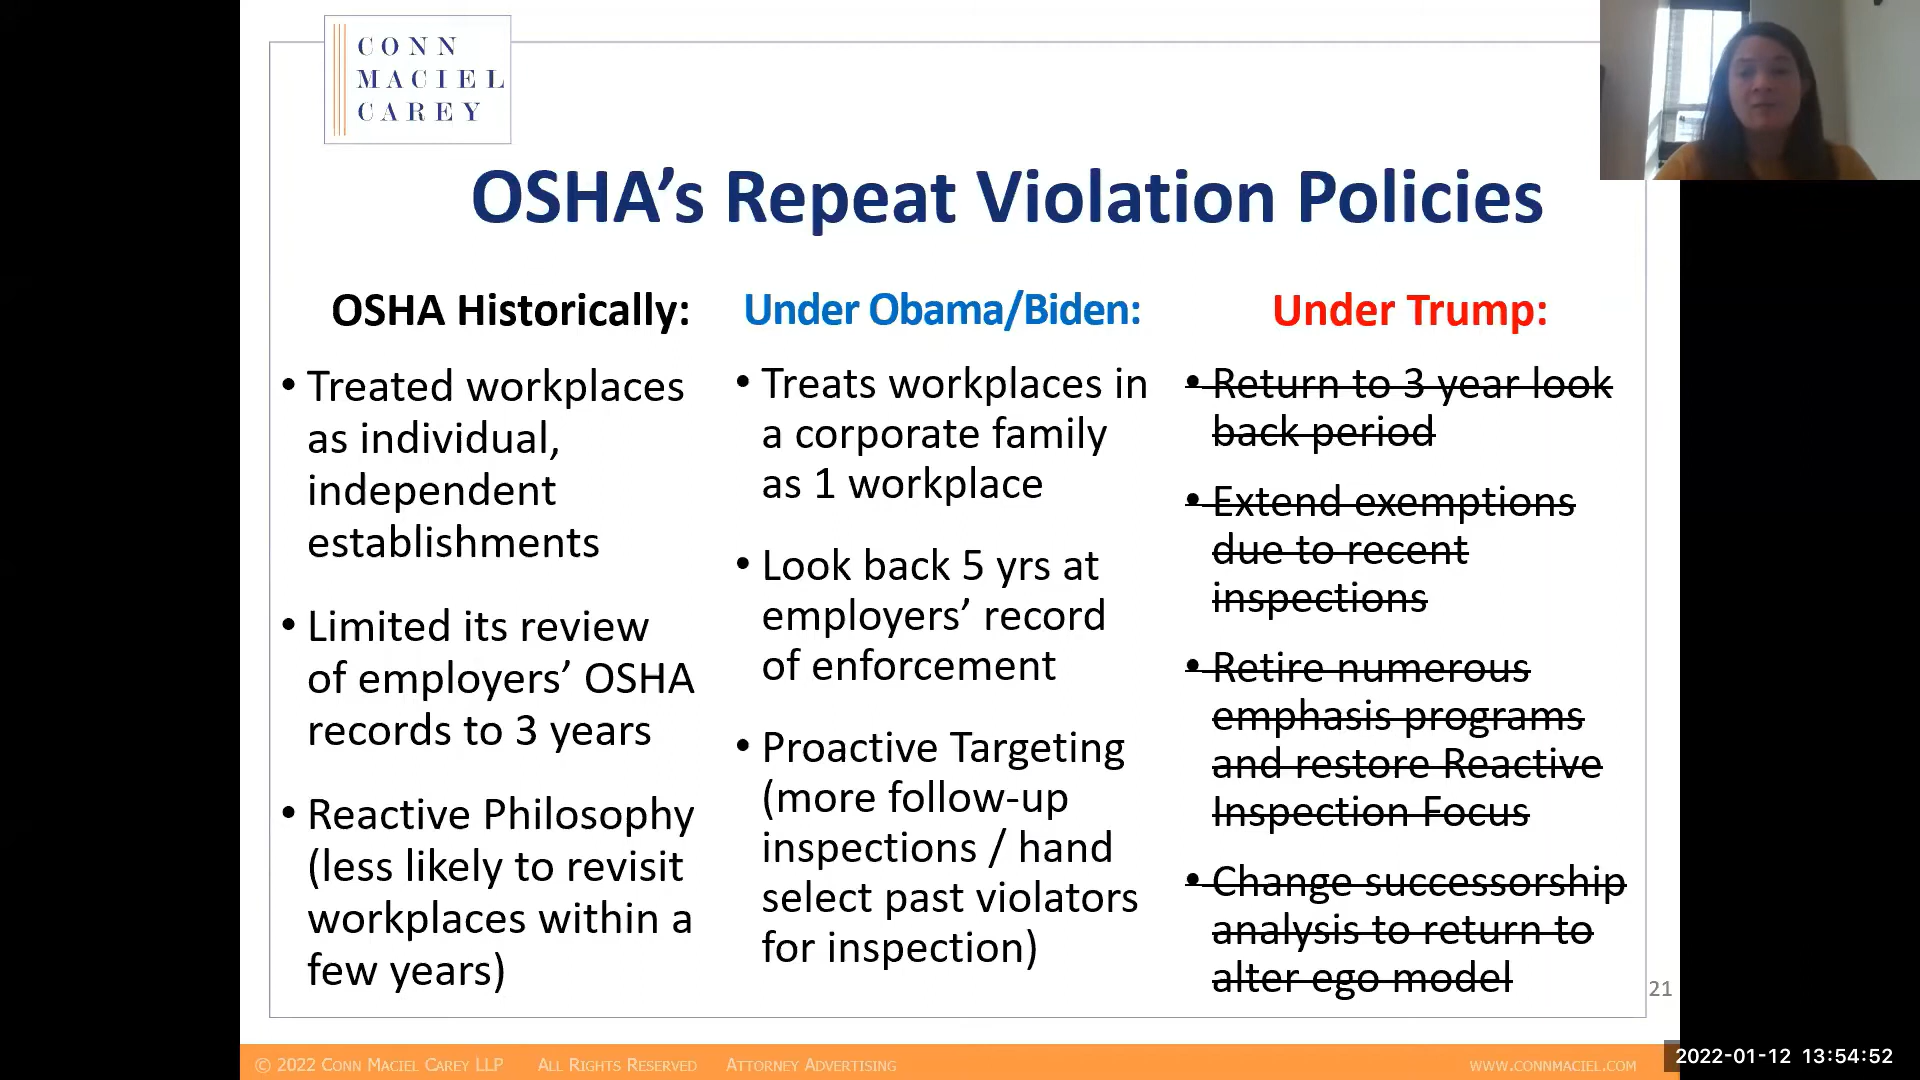 CONN
MACIEL
CAREY
OSHA's Repeat Violation Policies
OSHA Historically:
• Treated workplaces
as individual,
independent
establishments
• Limited its review
of employers' OSHA
records to 3 years
• Reactive Philosophy
(less likely to revisit
workplaces within a
few years)
Under Obama/Biden:
• Treats workplaces in
a corporate family
as 1 workplace
• Look back 5 yrs at
employers' record
of enforcement
• Proactive Targeting
(more follow-up
inspections / hand
select past violators
for inspection)
Under Trump:
• Return to 3 year look
back period
• Extend exemptions
due to recent
inspections
• Retire numerous
emphasis programs
and restore Reactive
Inspection Focus
• Change successorship
analysis to return to
alter ego model
21
© 2022 CONN MACIEL CAREY LLP ALL RIGHTS RESERVED ATTORNEY ADVERTISING
WWW.CONNMACIEL.COM
2022-01-12 13:54:52